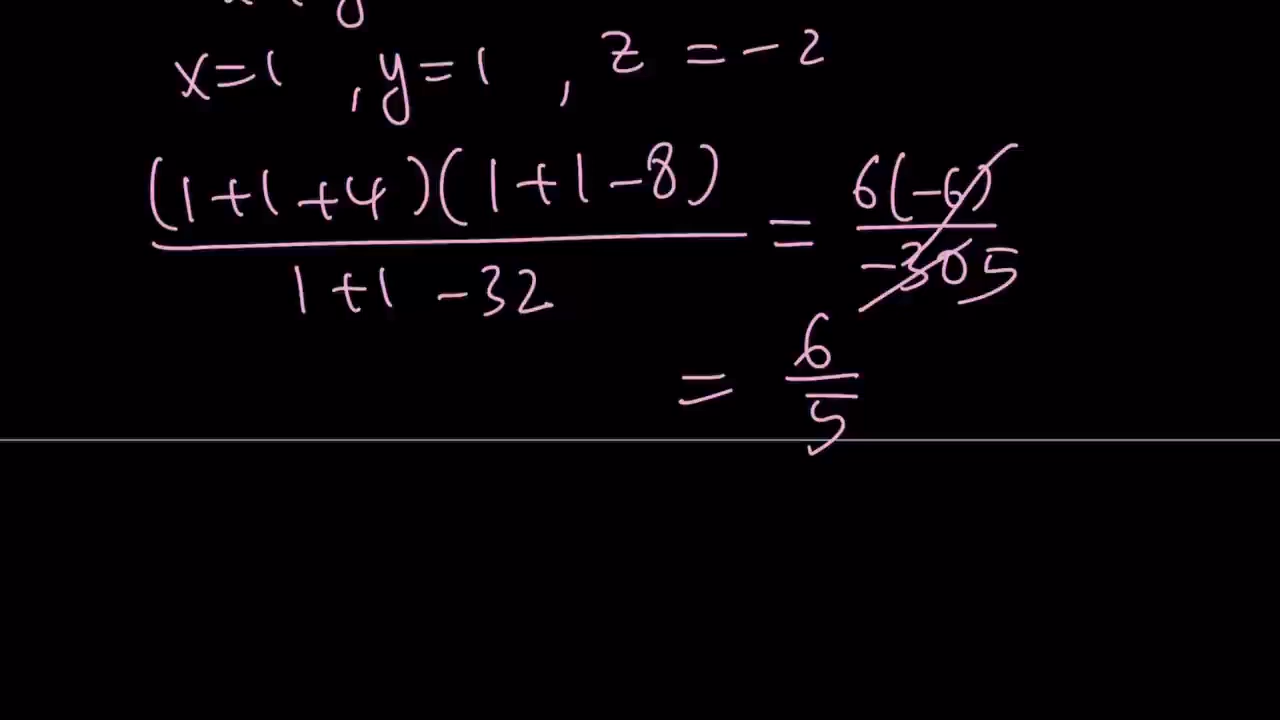 x=1 , y=1 , z = -2
(1+1+4)(1+1-8) / 1+1-32 = 6(-6) / -30 5
= 6/5